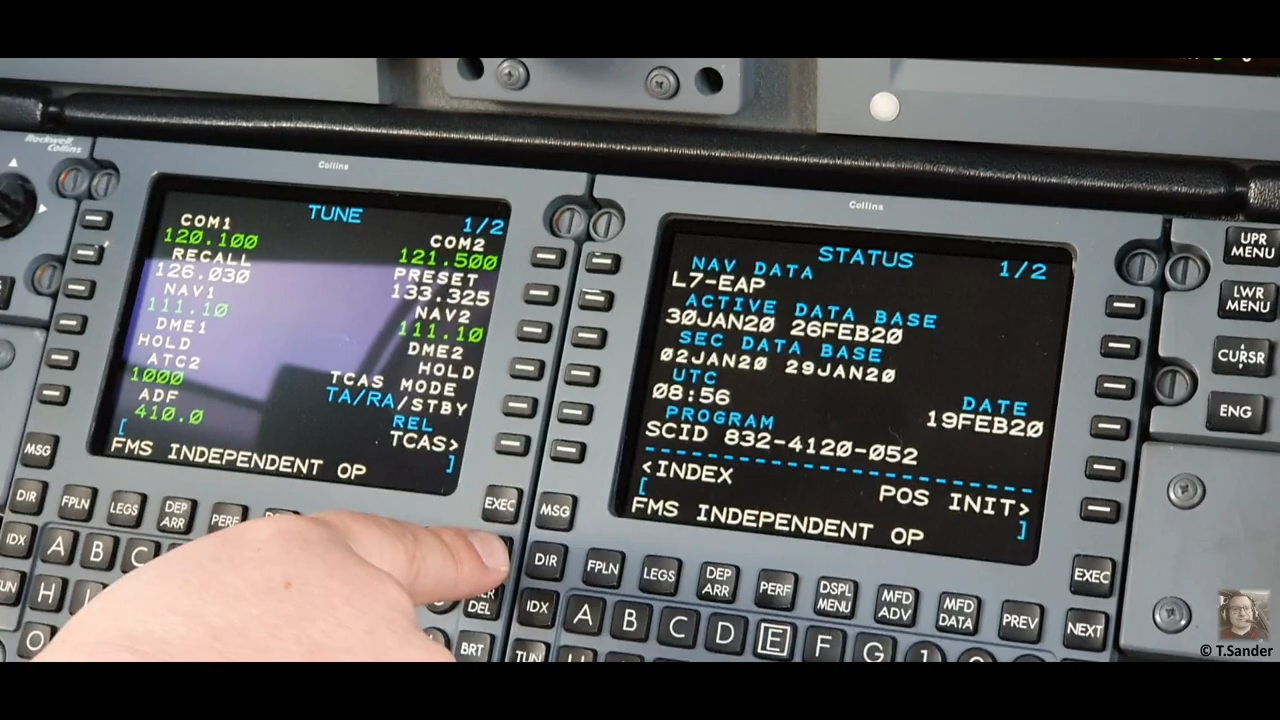 Rockwell
Collins
Collins
TUNE 1/2
COM1 COM2
120.100 121.500
RECALL PRESET
126.030 133.325
NAV1 NAV2
111.10 111.10
DME1 DME2
HOLD HOLD
ATC2 TCAS MODE
1000 TA/RA/STBY
ADF REL
410.0 TCAS>
[ ]
FMS INDEPENDENT OP
MSG EXEC
DIR FPLN LEGS DEP ARR PERF
IDX A B C
H
O
DEL
BRT
Collins
STATUS 1/2
NAV DATA
L7-EAP
ACTIVE DATA BASE
30JAN20 26FEB20
SEC DATA BASE
02JAN20 29JAN20
UTC DATE
08:56 19FEB20
PROGRAM
SCID 832-4120-052
<INDEX POS INIT>
[ ]
FMS INDEPENDENT OP
MSG EXEC
DIR FPLN LEGS DEP ARR PERF DSPL MENU MFD ADV MFD DATA PREV NEXT
IDX A B C D E F G 1
TUN
UPR MENU
LWR MENU
CURSR
ENG
© T.Sander